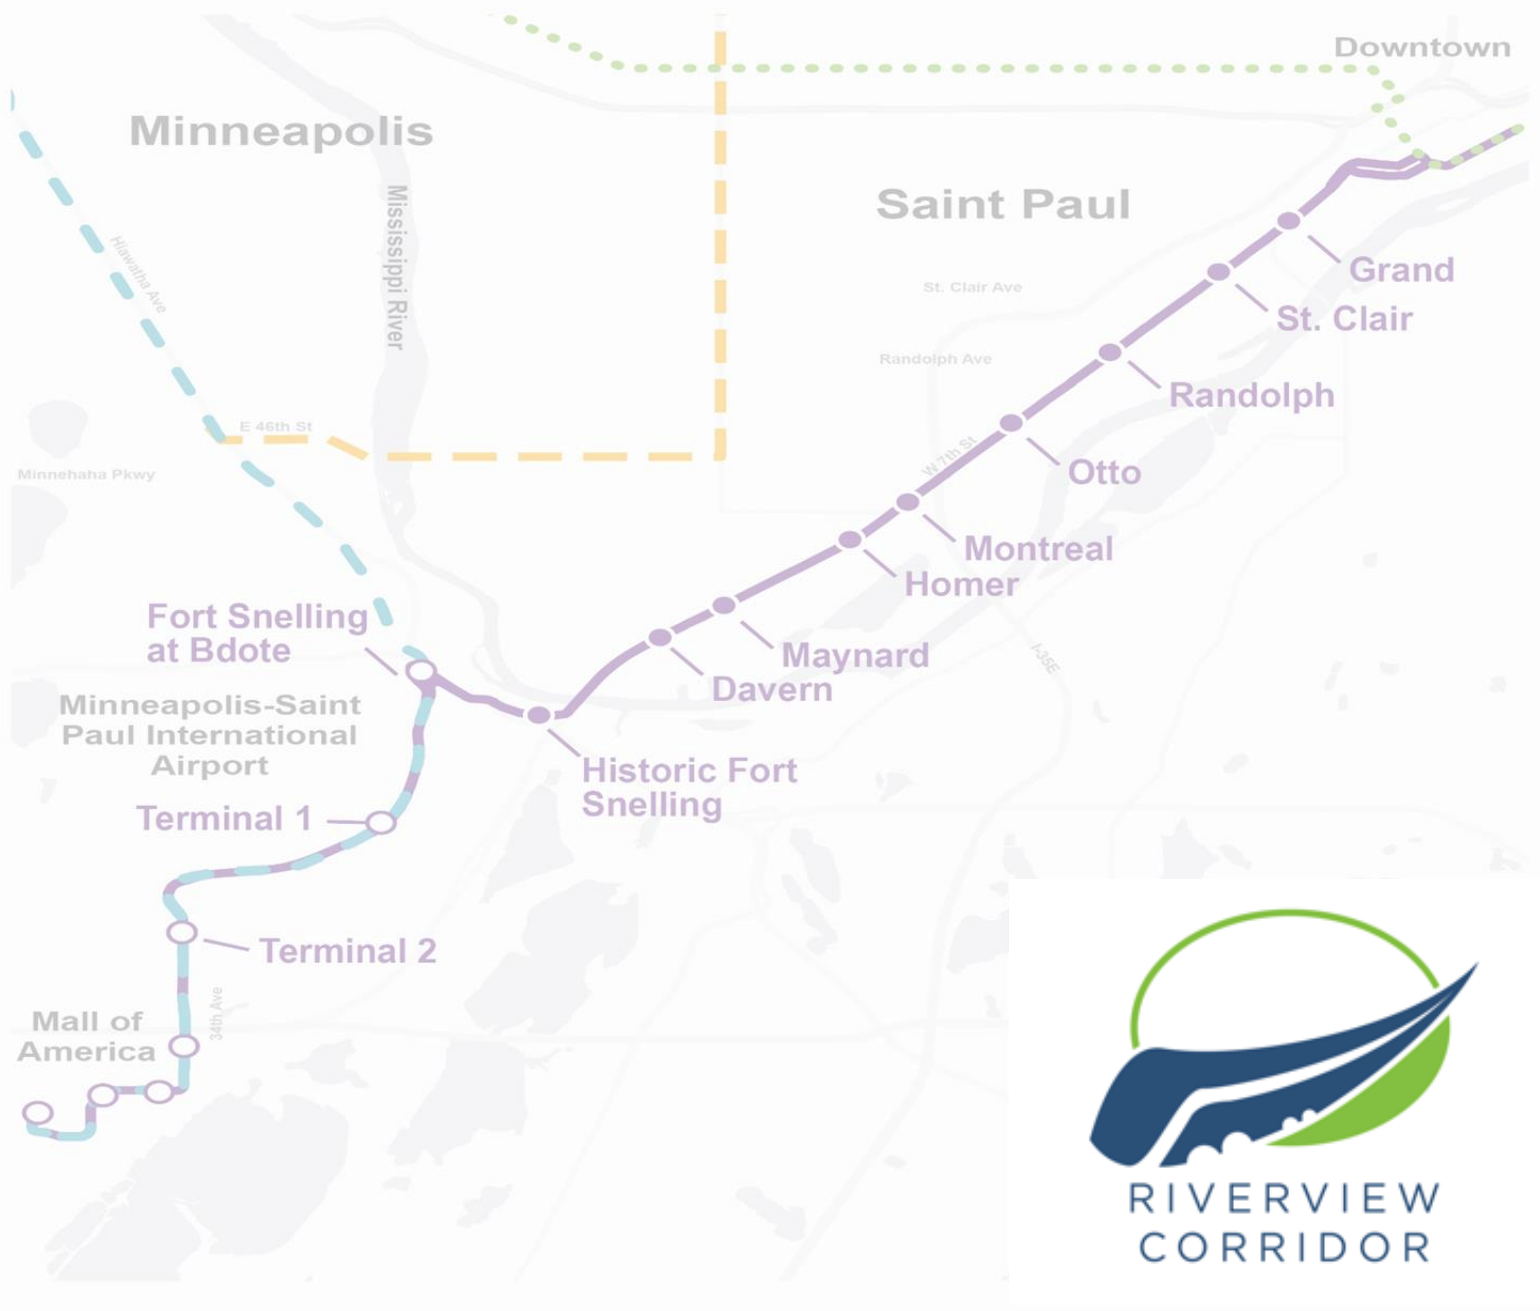 Downtown
Minneapolis
Mississippi River
Saint Paul
Hiawatha Ave
Grand
St. Clair Ave
St. Clair
Randolph Ave
Randolph
E 46th St
W 7th St
Minnehaha Pkwy
Otto
Montreal
Homer
Fort Snelling
at Bdote
Maynard
I-35E
Davern
Minneapolis-Saint
Paul International
Airport
Historic Fort
Snelling
Terminal 1
Terminal 2
34th Ave
Mall of
America
RIVERVIEW
CORRIDOR